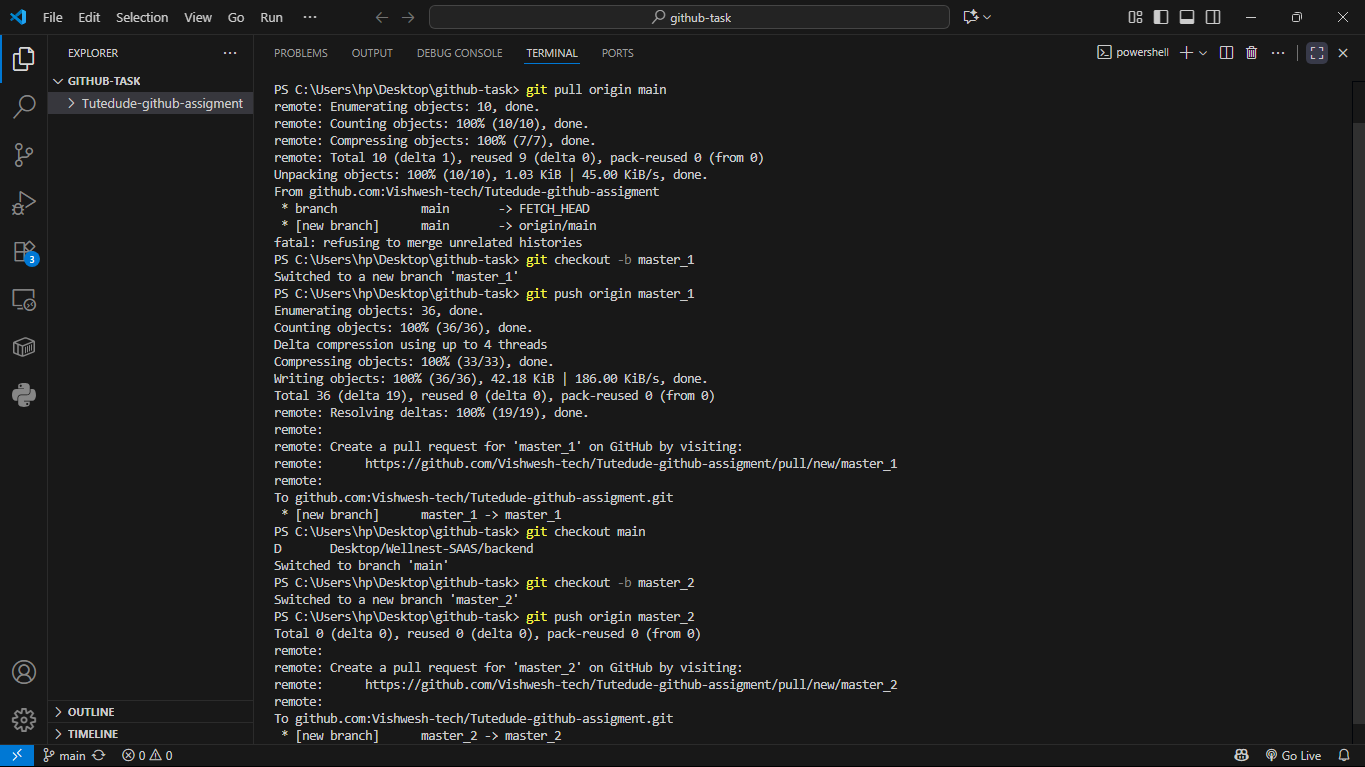 File Edit Selection View Go Run ··· github-task
EXPLORER ···
GITHUB-TASK
Tutedude-github-assigment
3
OUTLINE
TIMELINE
PROBLEMS OUTPUT DEBUG CONSOLE TERMINAL PORTS powershell ···
PS C:\Users\hp\Desktop\github-task> git pull origin main
remote: Enumerating objects: 10, done.
remote: Counting objects: 100% (10/10), done.
remote: Compressing objects: 100% (7/7), done.
remote: Total 10 (delta 1), reused 9 (delta 0), pack-reused 0 (from 0)
Unpacking objects: 100% (10/10), 1.03 KiB | 45.00 KiB/s, done.
From github.com:Vishwesh-tech/Tutedude-github-assigment
 * branch            main       -> FETCH_HEAD
 * [new branch]      main       -> origin/main
fatal: refusing to merge unrelated histories
PS C:\Users\hp\Desktop\github-task> git checkout -b master_1
Switched to a new branch 'master_1'
PS C:\Users\hp\Desktop\github-task> git push origin master_1
Enumerating objects: 36, done.
Counting objects: 100% (36/36), done.
Delta compression using up to 4 threads
Compressing objects: 100% (33/33), done.
Writing objects: 100% (36/36), 42.18 KiB | 186.00 KiB/s, done.
Total 36 (delta 19), reused 0 (delta 0), pack-reused 0 (from 0)
remote: Resolving deltas: 100% (19/19), done.
remote:
remote: Create a pull request for 'master_1' on GitHub by visiting:
remote:      https://github.com/Vishwesh-tech/Tutedude-github-assigment/pull/new/master_1
remote:
To github.com:Vishwesh-tech/Tutedude-github-assigment.git
 * [new branch]      master_1 -> master_1
PS C:\Users\hp\Desktop\github-task> git checkout main
D       Desktop/Wellnest-SAAS/backend
Switched to branch 'main'
PS C:\Users\hp\Desktop\github-task> git checkout -b master_2
Switched to a new branch 'master_2'
PS C:\Users\hp\Desktop\github-task> git push origin master_2
Total 0 (delta 0), reused 0 (delta 0), pack-reused 0 (from 0)
remote:
remote: Create a pull request for 'master_2' on GitHub by visiting:
remote:      https://github.com/Vishwesh-tech/Tutedude-github-assigment/pull/new/master_2
remote:
To github.com:Vishwesh-tech/Tutedude-github-assigment.git
 * [new branch]      master_2 -> master_2
main 0 0 Go Live